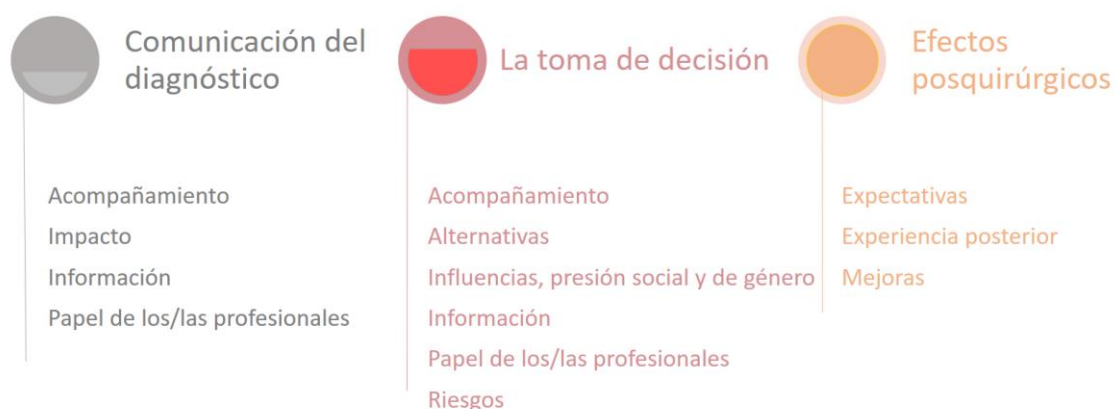 Comunicación del
diagnóstico
Acompañamiento
Impacto
Información
Papel de los/las profesionales
La toma de decisión
Acompañamiento
Alternativas
Influencias, presión social y de género
Información
Papel de los/las profesionales
Riesgos
Efectos
posquirúrgicos
Expectativas
Experiencia posterior
Mejoras